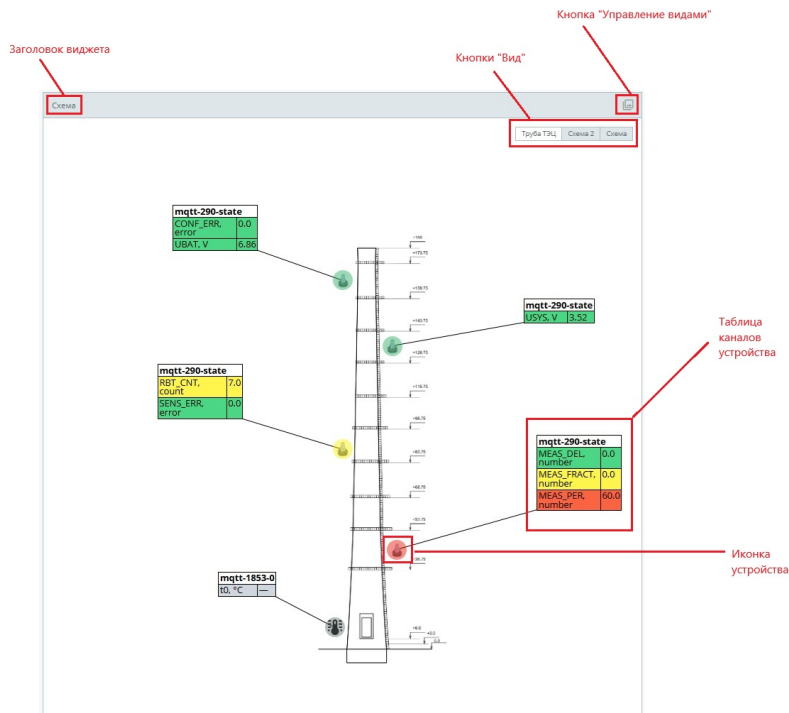 Кнопка "Управление видами"
Заголовок виджета
Кнопки "Вид"
Схема
Труба ТЭЦ Схема 2 Схема
mqtt-290-state
CONF_ERR, error 0.0
UBAT, V 6.86
+173.75
mqtt-290-state
USYS, V 3.52
Таблица
каналов
устройства
mqtt-290-state
RBT_CNT, count 7.0
SENS_ERR, error 0.0
mqtt-290-state
MEAS_DEL, number 0.0
MEAS_FRACT, number 0.0
MEAS_PER, number 60.0
Иконка
устройства
mqtt-1853-0
t0, °C —